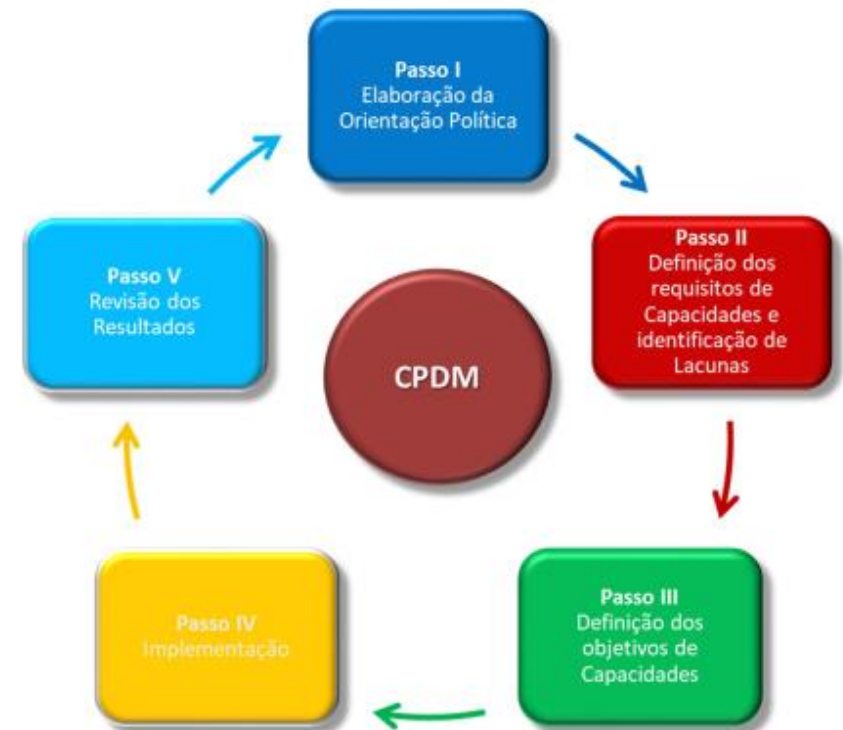 Passo I
Elaboração da
Orientação Política
Passo II
Definição dos
requisitos de
Capacidades e
identificação de
Lacunas
Passo III
Definição dos
objetivos de
Capacidades
Passo IV
Implementação
Passo V
Revisão dos
Resultados
CPDM